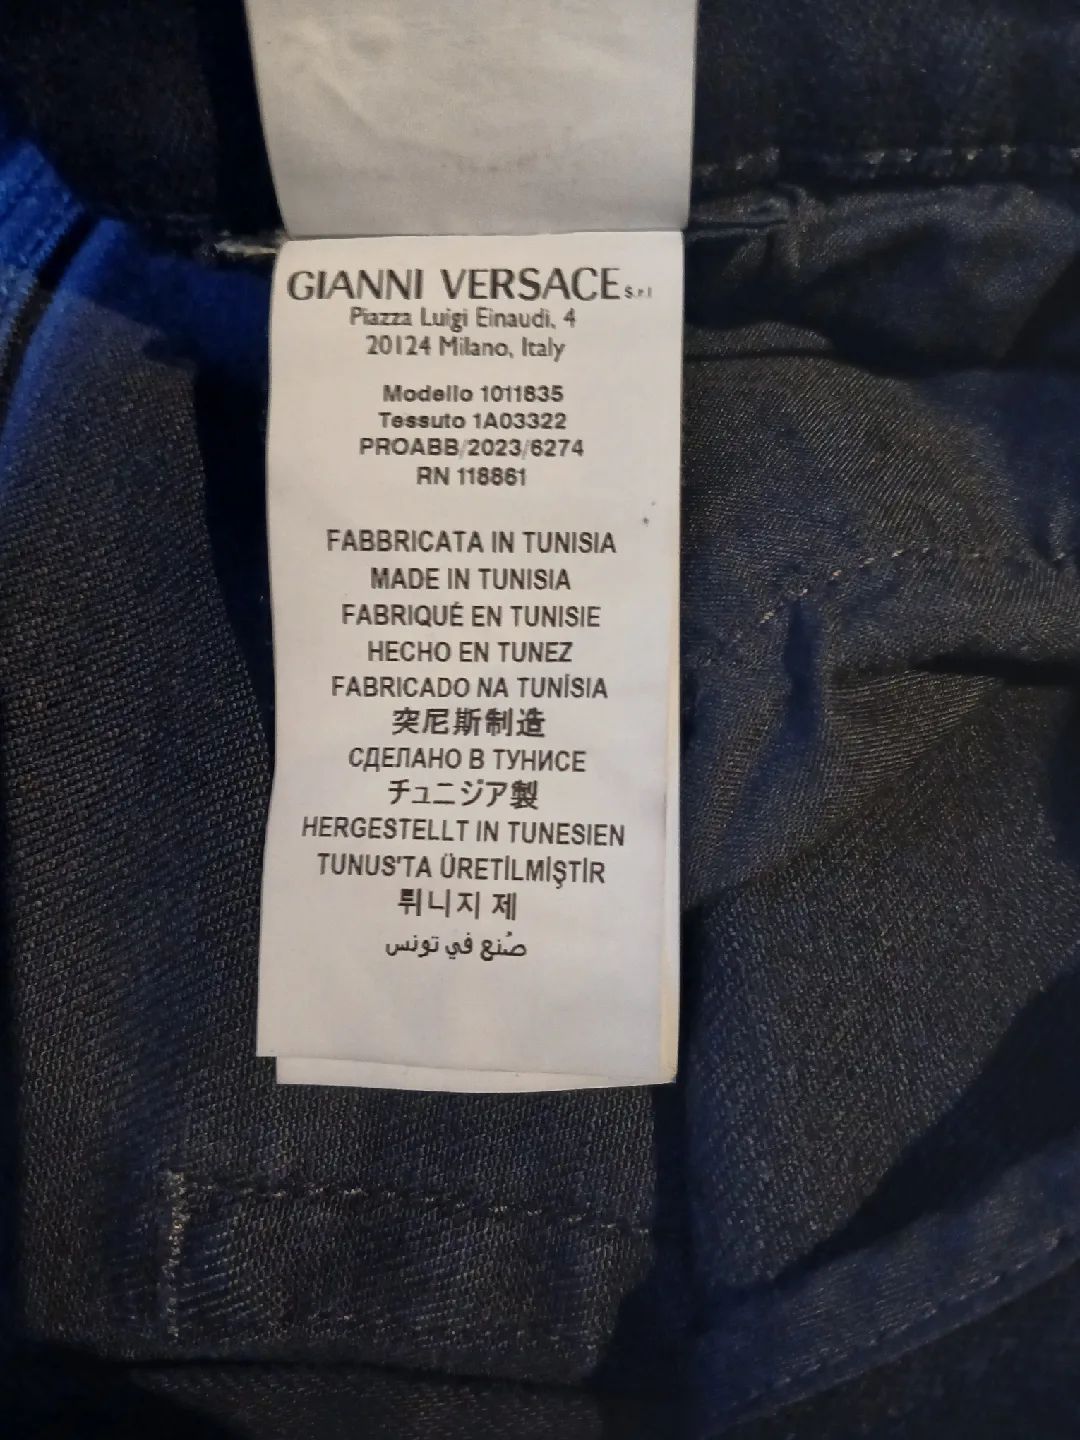 GIANNI VERSACE S.r.l
Piazza Luigi Einaudi, 4
20124 Milano, Italy
Modello 1011835
Tessuto 1A03322
PROABB/2023/6274
RN 118861
FABBRICATA IN TUNISIA
MADE IN TUNISIA
FABRIQUÉ EN TUNISIE
HECHO EN TUNEZ
FABRICADO NA TUNÍSIA
突尼斯制造
СДЕЛАНО В ТУНИСЕ
チュニジア製
HERGESTELLT IN TUNESIEN
TUNUS'TA ÜRETİLMİŞTİR
튀니지 제
صُنع في تونس